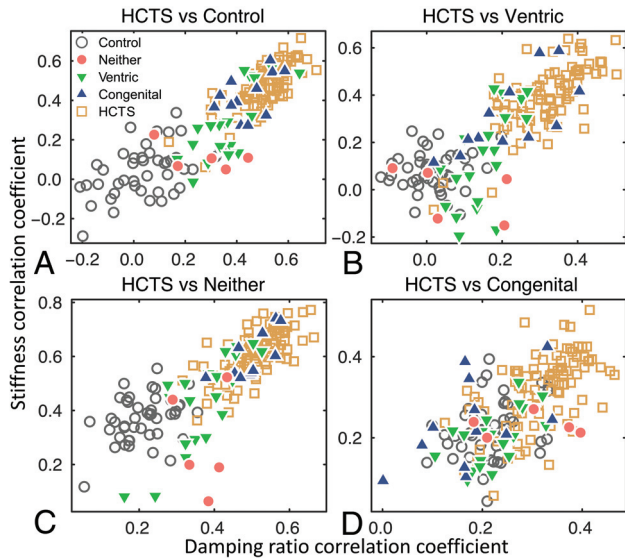 HCTS vs Control
HCTS vs Ventric
Control
Neither
Ventric
Congenital
HCTS
0.6
0.4
0.2
0.0
−0.2
−0.2
0.0
0.2
0.4
0.6
A
0.6
0.4
0.2
0.0
−0.2
0.0
0.2
0.4
B
HCTS vs Neither
HCTS vs Congenital
0.8
0.6
0.4
0.2
0.2
0.4
0.6
C
0.4
0.2
0.0
0.2
0.4
D
Stiffness correlation coefficient
Damping ratio correlation coefficient